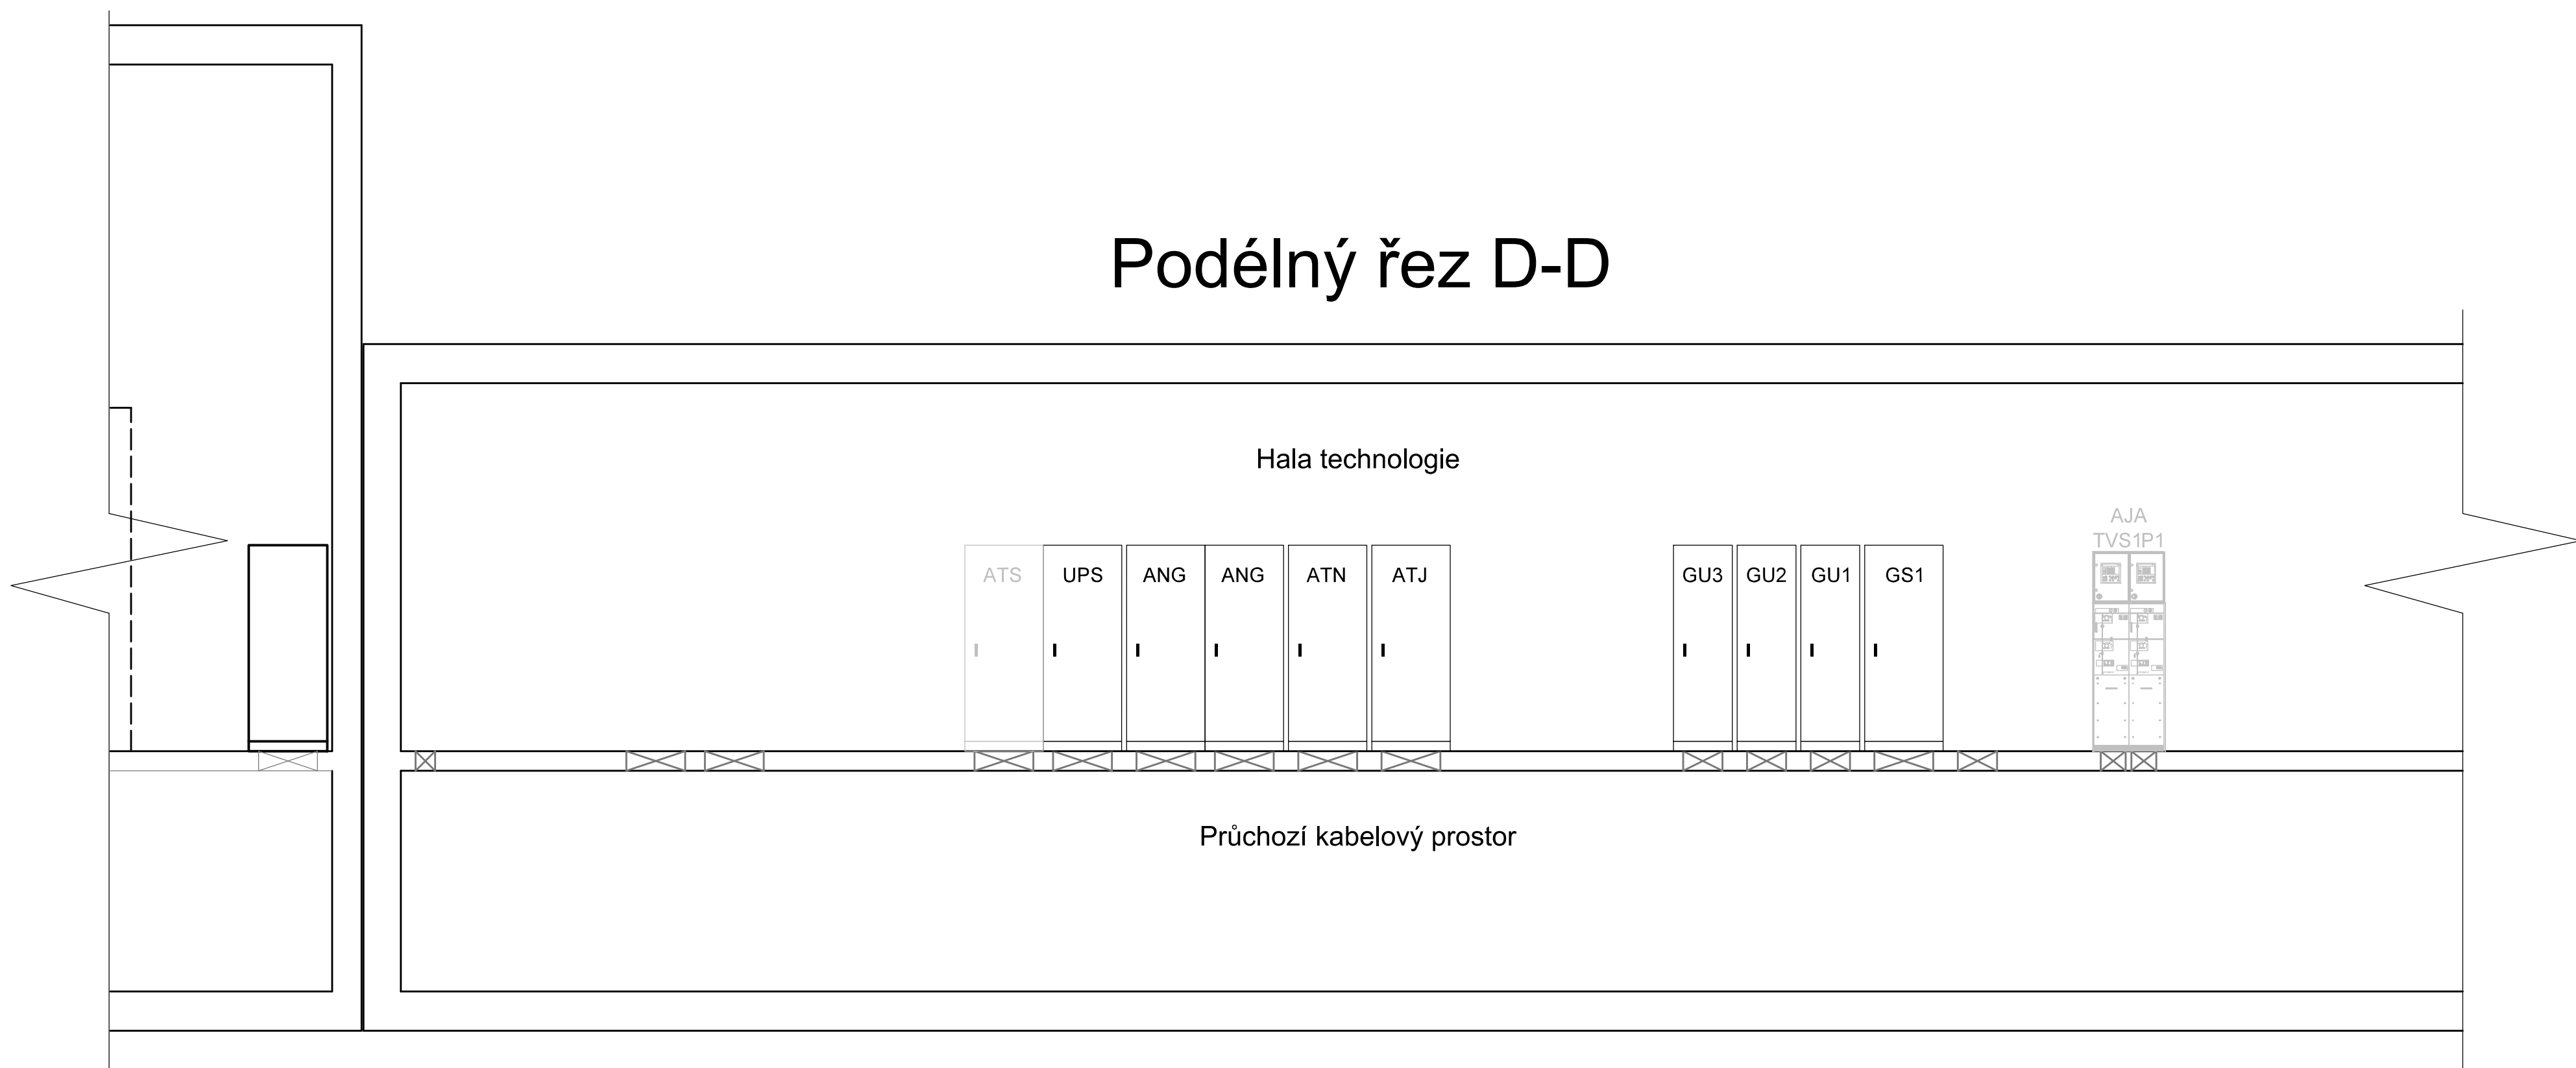 Podélný řez D-D
Hala technologie
AJA
TVS1P1
ATS UPS ANG ANG ATN ATJ GU3 GU2 GU1 GS1
Průchozí kabelový prostor